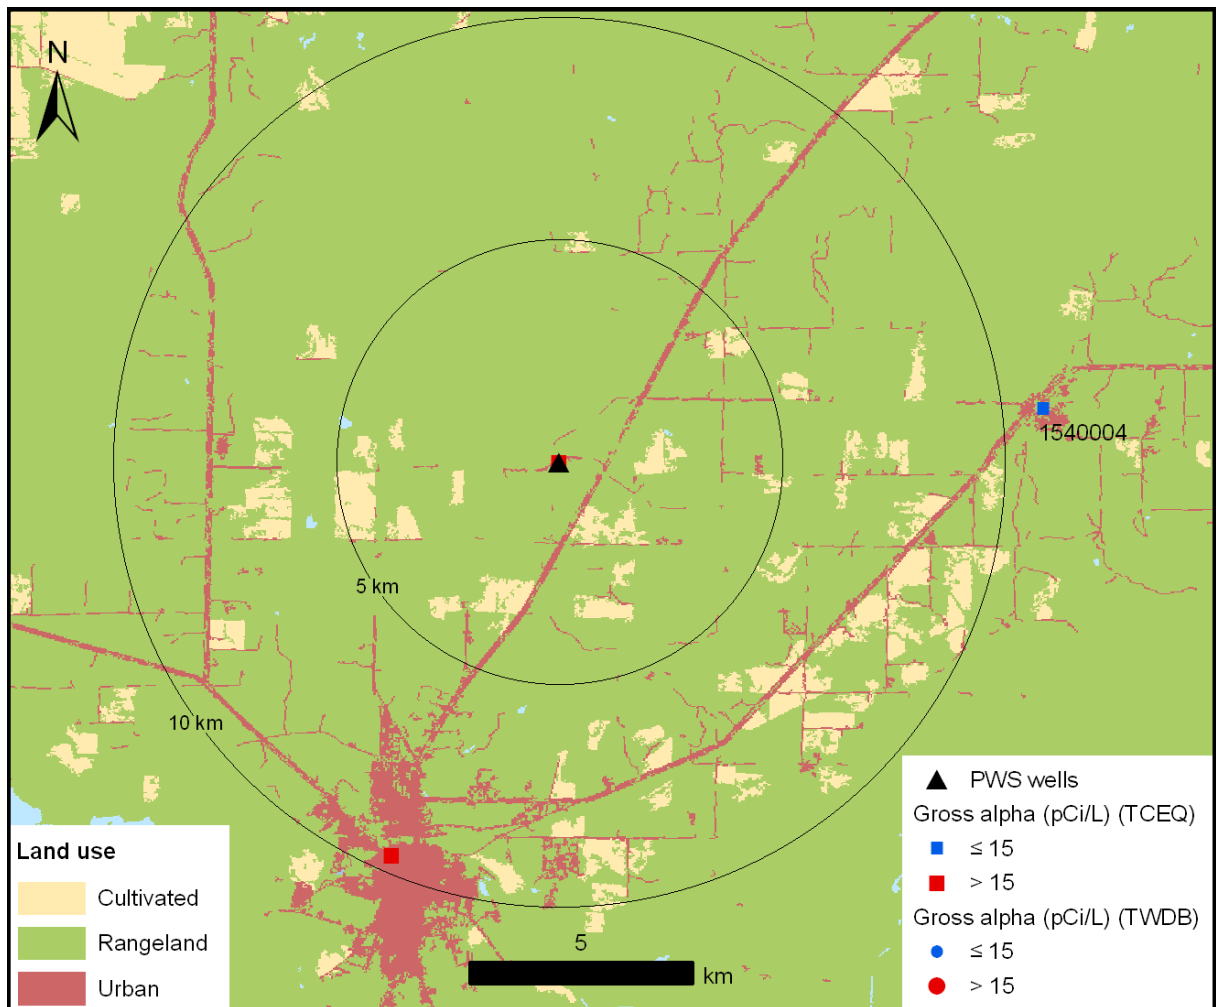 N
1540004
5 km
10 km
PWS wells
Gross alpha (pCi/L) (TCEQ)
≤ 15
> 15
Gross alpha (pCi/L) (TWDB)
≤ 15
> 15
Land use
Cultivated
Rangeland
Urban
5
km